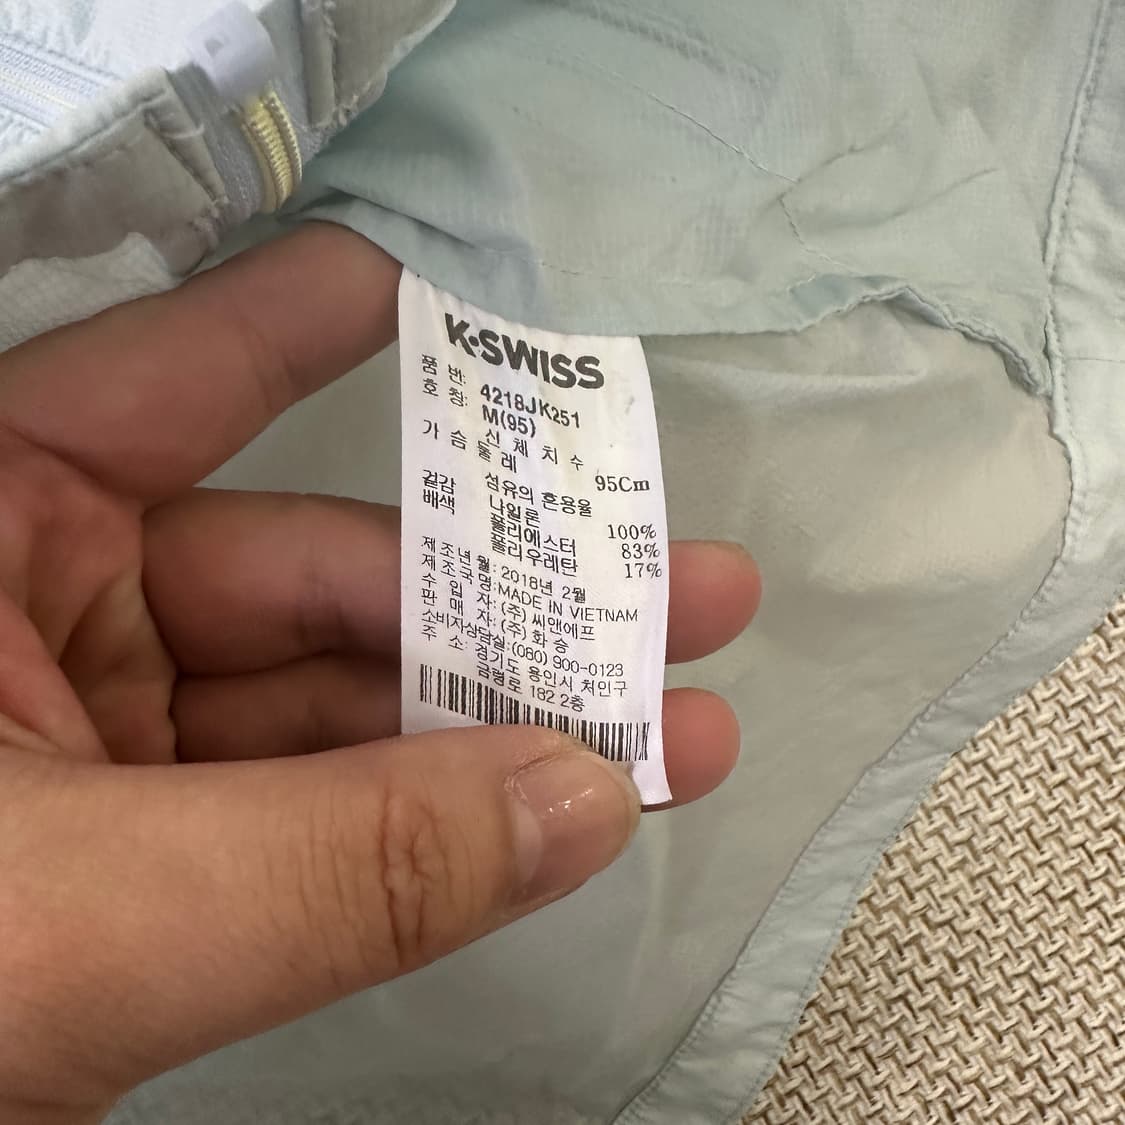 K·SWISS
품 번: 4218JK251
호 칭: M(95)
신 체 치 수
가 슴 둘 레 95Cm
섬유의 혼용율
겉감 나일론 100%
배색 폴리에스터 83%
폴리우레탄 17%
제 조 년 월: 2018년 2월
제 조 국 명:MADE IN VIETNAM
수 입 자: (주) 씨앤에프
판 매 자: (주) 화 승
소비자상담실:(080) 900-0123
주 소: 경기도 용인시 처인구
금령로 182 2층